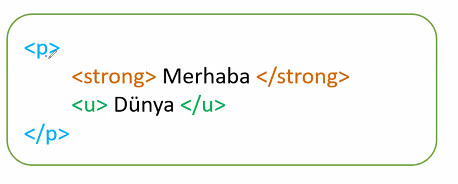 <p>
<strong> Merhaba </strong>
<u> Dünya </u>
</p>